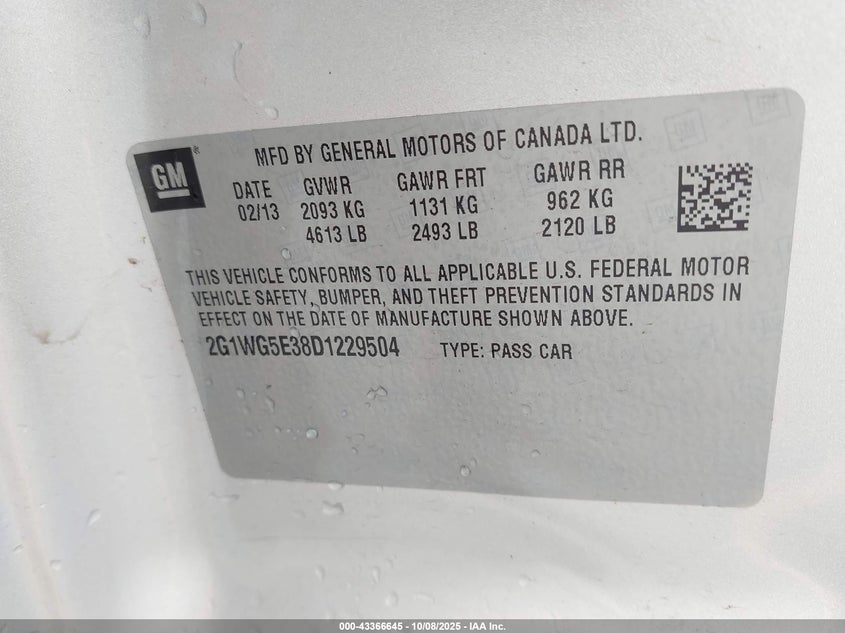 GM
MFD BY GENERAL MOTORS OF CANADA LTD.
DATE GVWR GAWR FRT GAWR RR
02/13 2093 KG 1131 KG 962 KG
4613 LB 2493 LB 2120 LB
THIS VEHICLE CONFORMS TO ALL APPLICABLE U.S. FEDERAL MOTOR
VEHICLE SAFETY, BUMPER, AND THEFT PREVENTION STANDARDS IN
EFFECT ON THE DATE OF MANUFACTURE SHOWN ABOVE.
2G1WG5E38D1229504 TYPE: PASS CAR
000-43366645 - 10/08/2025 - IAA Inc.